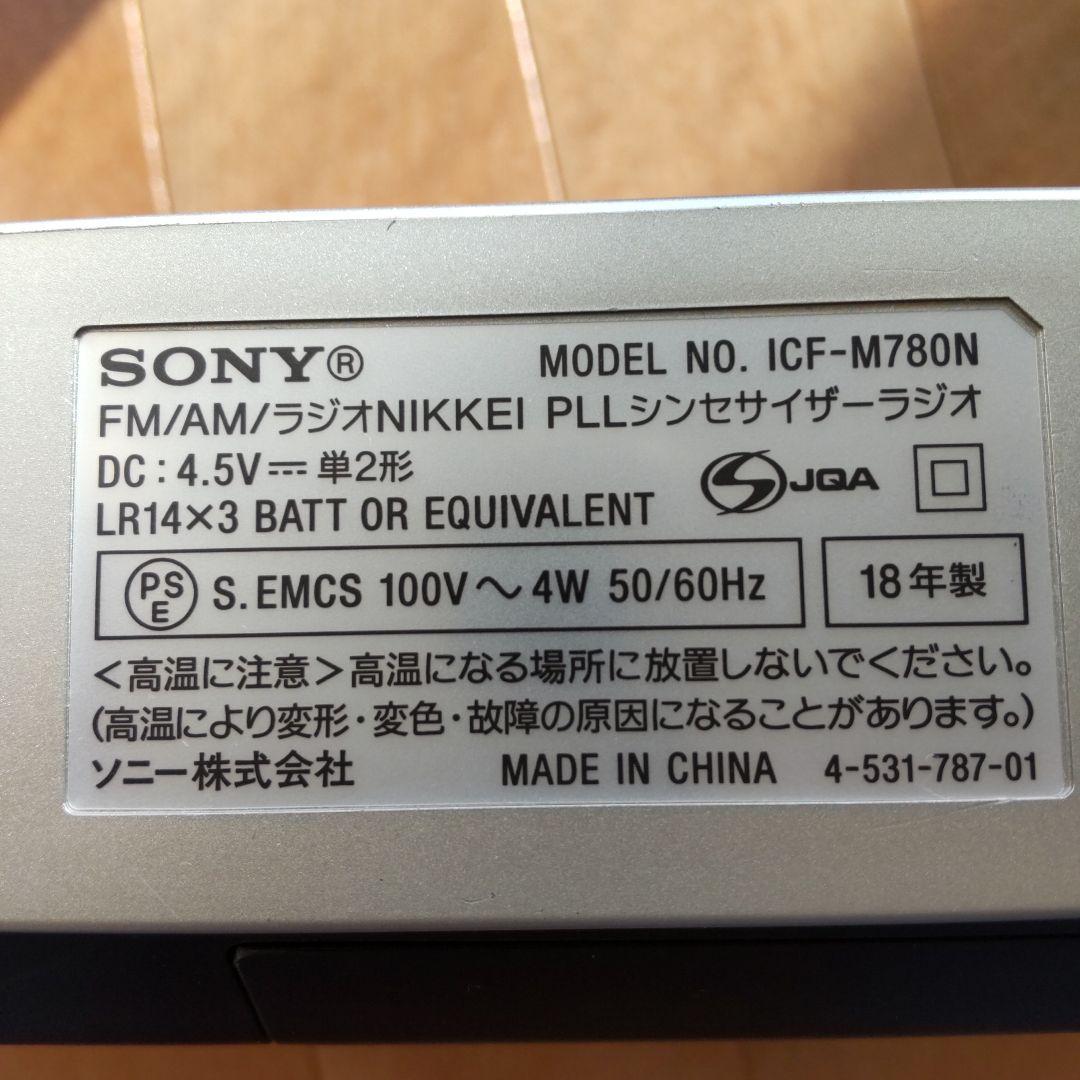 SONY® MODEL NO. ICF-M780N
FM/AM/ラジオNIKKEI PLLシンセサイザーラジオ
DC : 4.5V⎓ 単2形
JQA
LR14×3 BATT OR EQUIVALENT
PSE S.EMCS 100V～4W 50/60Hz 18年製
＜高温に注意＞高温になる場所に放置しないでください。
(高温により変形・変色・故障の原因になることがあります。)
ソニー株式会社 MADE IN CHINA 4-531-787-01